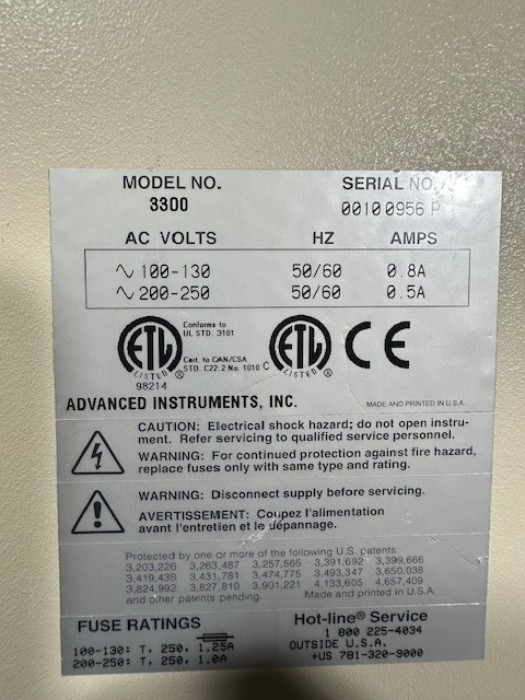 MODEL NO. SERIAL NO.
3300 00100956 P
AC VOLTS HZ AMPS
∿ 100-130 50/60 0.8A
∿ 200-250 50/60 0.5A
ETL LISTED ® Conforms to
UL STD. 3101
Cert. to CAN/CSA
STD. C22.2 No. 1010
98214
C ETL LISTED ® CE
ADVANCED INSTRUMENTS, INC. MADE AND PRINTED IN U.S.A.
CAUTION: Electrical shock hazard; do not open instru-
ment. Refer servicing to qualified service personnel.
WARNING: For continued protection against fire hazard,
replace fuses only with same type and rating.
WARNING: Disconnect supply before servicing.
AVERTISSEMENT: Coupez l'alimentation
avant l'entretien et le dépannage.
Protected by one or more of the following U.S. patents:
3,203,226 3,263,487 3,257,565 3,391,692 3,399,666
3,419,438 3,431,781 3,474,775 3,493,347 3,650,038
3,824,992 3,827,810 3,901,221 4,133,605 4,657,409
and other patents pending. Made and printed in U.S.A.
FUSE RATINGS
100-130: T, 250, 1.25A
200-250: T, 250, 1.0A
Hot-line® Service
1 800 225-4034
OUTSIDE U.S.A.
+US 781-320-9000